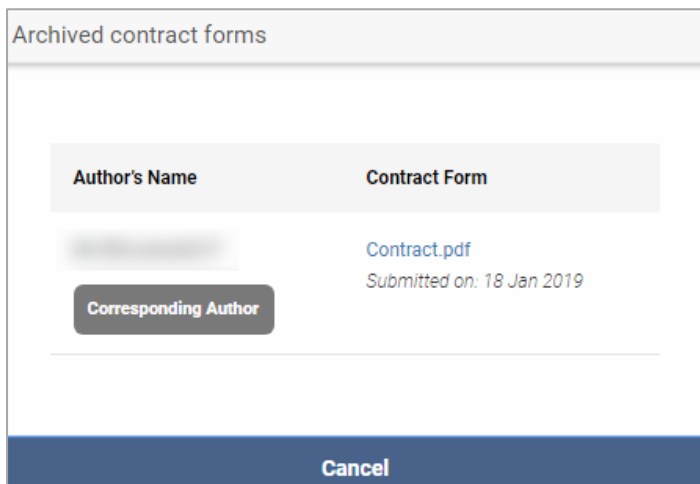 Archived contract forms
Author's Name Contract Form
Contract.pdf
Corresponding Author Submitted on: 18 Jan 2019
Cancel